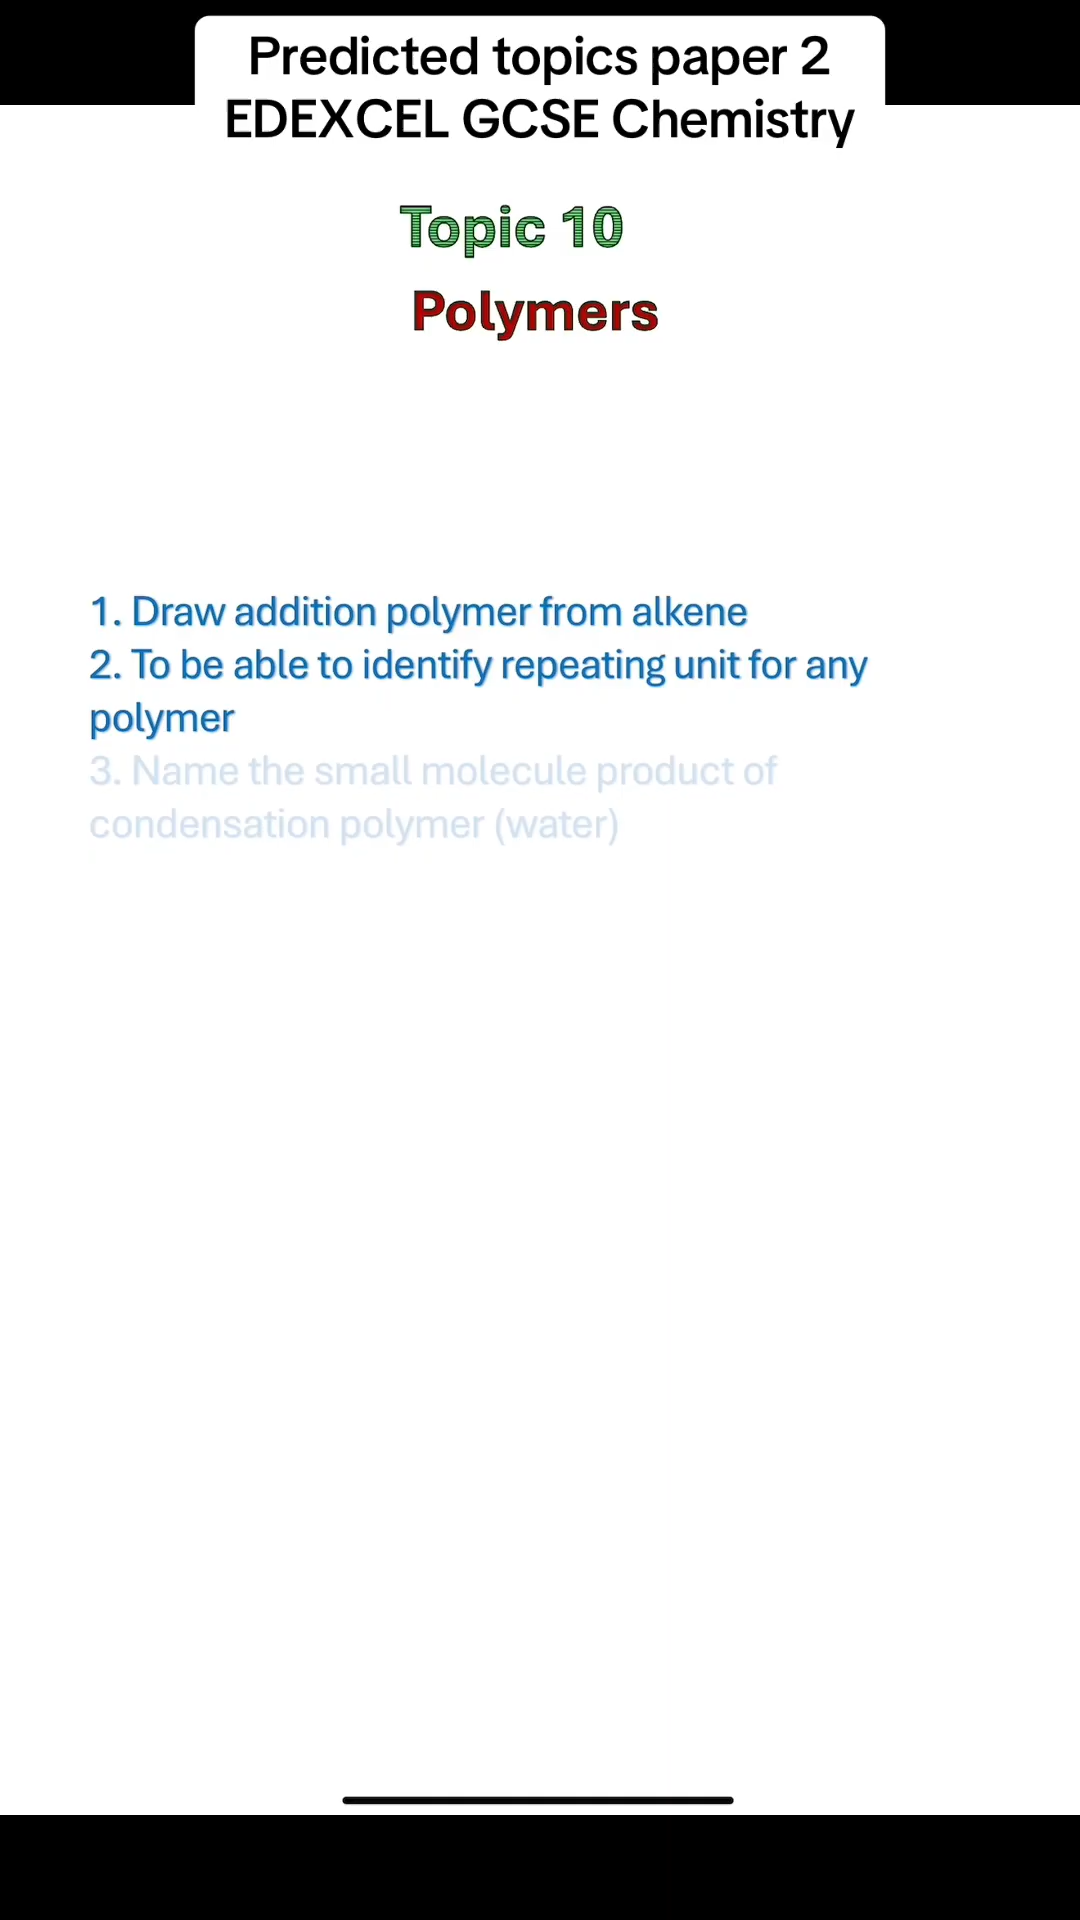 Predicted topics paper 2
EDEXCEL GCSE Chemistry
Topic 10
Polymers
1. Draw addition polymer from alkene
2. To be able to identify repeating unit for any
polymer
3. Name the small molecule product of
condensation polymer (water)